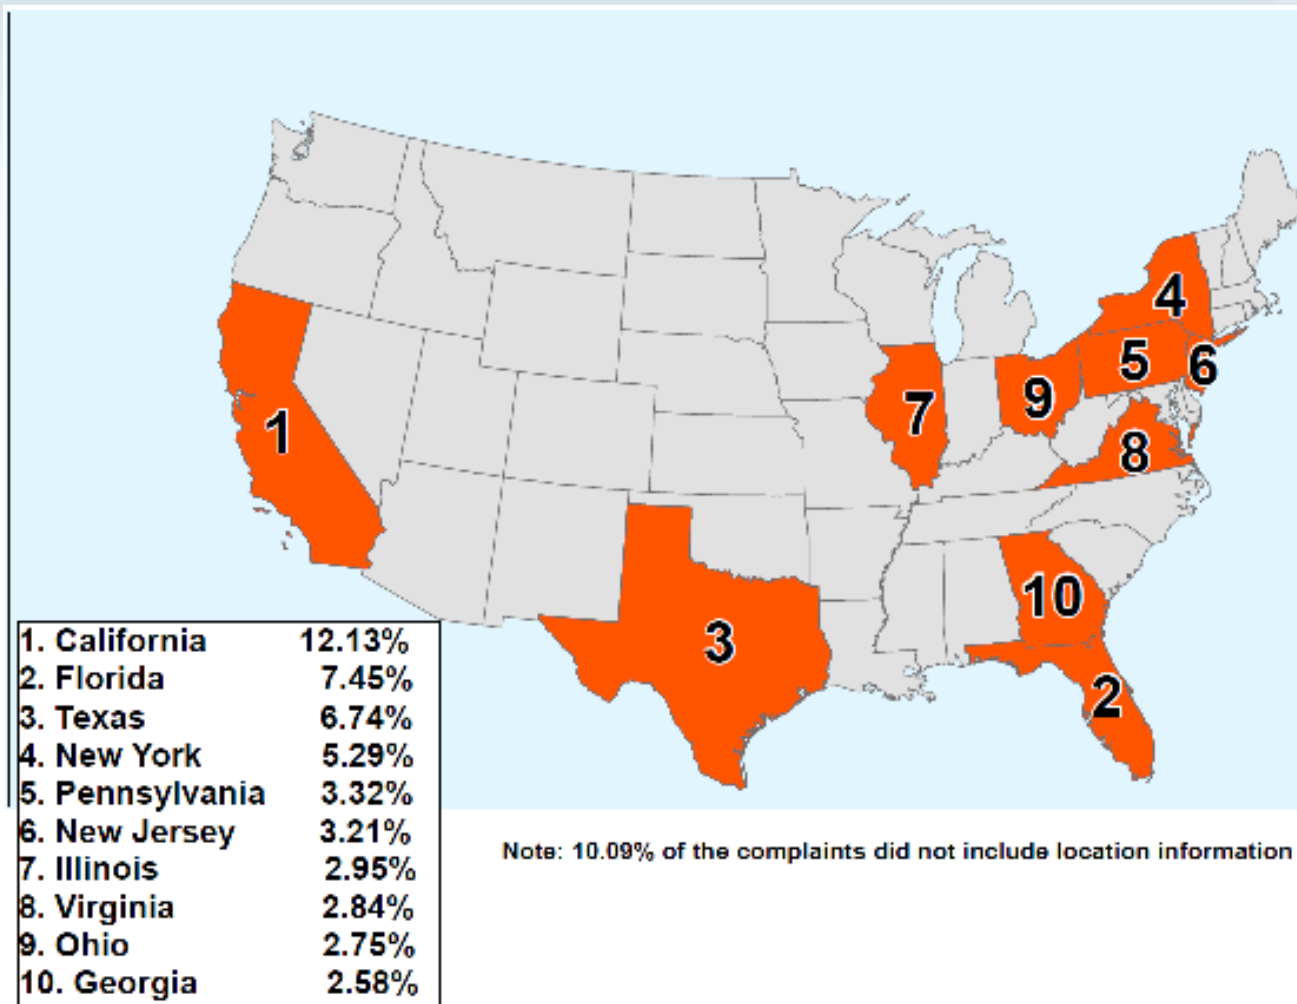 4
5
6
7
9
1
8
10
3
2
1. California 12.13%
2. Florida 7.45%
3. Texas 6.74%
4. New York 5.29%
5. Pennsylvania 3.32%
6. New Jersey 3.21%
7. Illinois 2.95%
8. Virginia 2.84%
9. Ohio 2.75%
10. Georgia 2.58%
Note: 10.09% of the complaints did not include location information